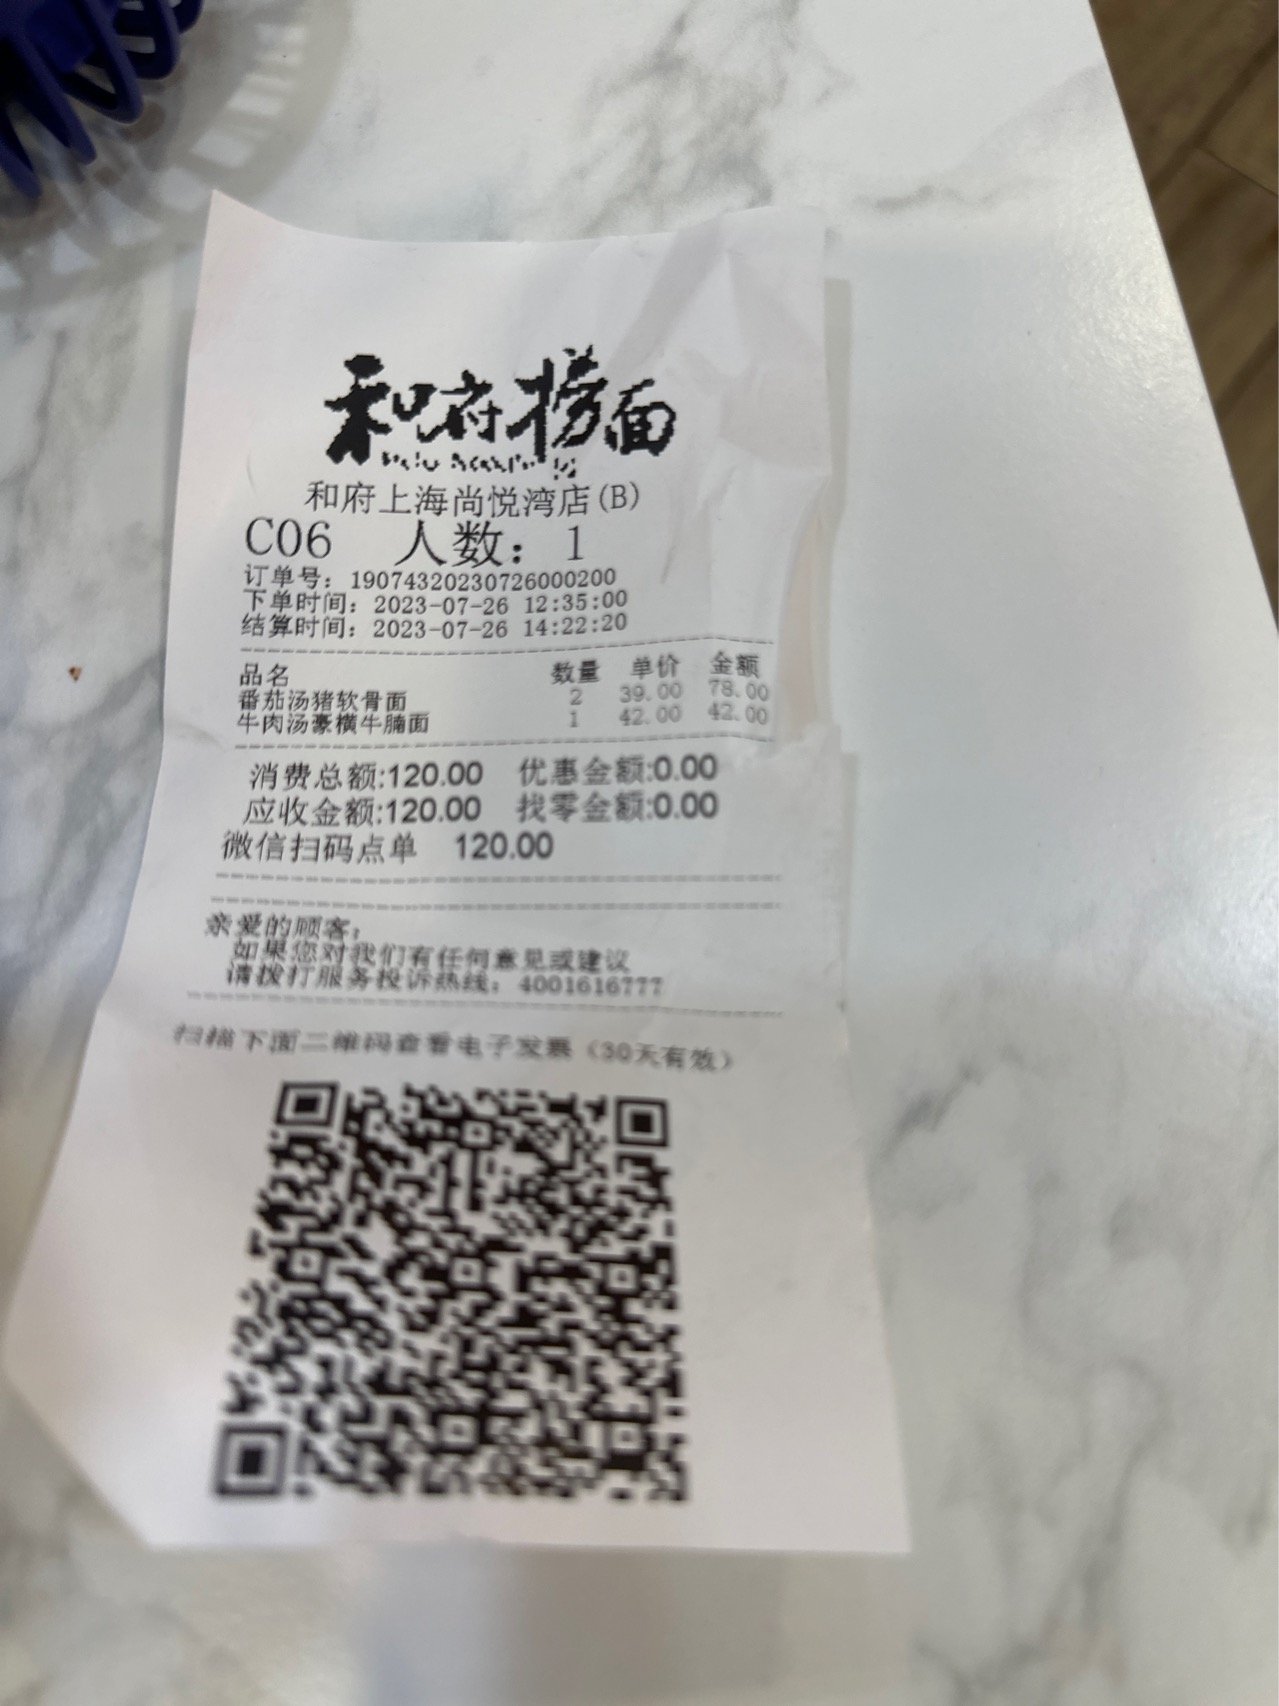 和府捞面
和府上海尚悦湾店(B)
C06 人数：1
订单号：19074320230726000200
下单时间：2023-07-26 12:35:00
结算时间：2023-07-26 14:22:20
品名 数量 单价 金额
番茄汤猪软骨面 2 39.00 78.00
牛肉汤豪横牛腩面 1 42.00 42.00
消费总额:120.00 优惠金额:0.00
应收金额:120.00 找零金额:0.00
微信扫码点单 120.00
亲爱的顾客，
如果您对我们有任何意见或建议
请拨打服务投诉热线：4001616777
扫描下面二维码查看电子发票（30天有效）